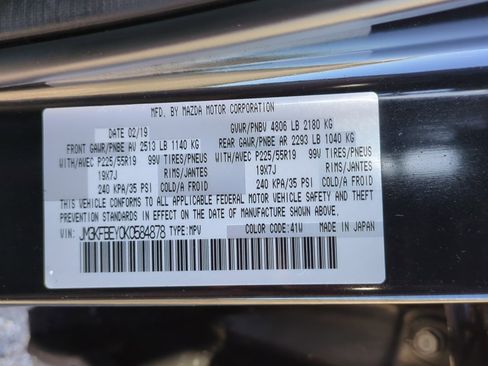 MFD. BY MAZDA MOTOR CORPORATION
DATE 02/19 GVWR/PNBV 4806 LB 2180 KG
FRONT GAWR/PNBE AV 2513 LB 1140 KG REAR GAWR/PNBE AR 2293 LB 1040 KG
WITH/AVEC P225/55R19 99V TIRES/PNEUS WITH/AVEC P225/55R19 99V TIRES/PNEUS
19X7J RIMS/JANTES 19X7J RIMS/JANTES
240 KPA/35 PSI COLD/A FROID 240 KPA/35 PSI COLD/A FROID
THIS VEHICLE CONFORMS TO ALL APPLICABLE FEDERAL MOTOR VEHICLE SAFETY AND THEFT
PREVENTION STANDARDS IN EFFECT ON THE DATE OF MANUFACTURE SHOWN ABOVE.
VIN: JM3KFBEY0K0584878 TYPE: MPV COLOR CODE: 41W MADE IN JAPAN